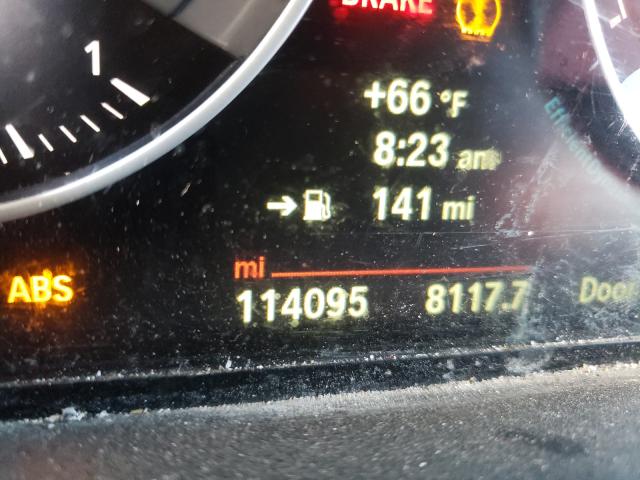 BRAKE
1
+66 °F
8:23 am
141 mi
mi
ABS 114095 8117.7 Door